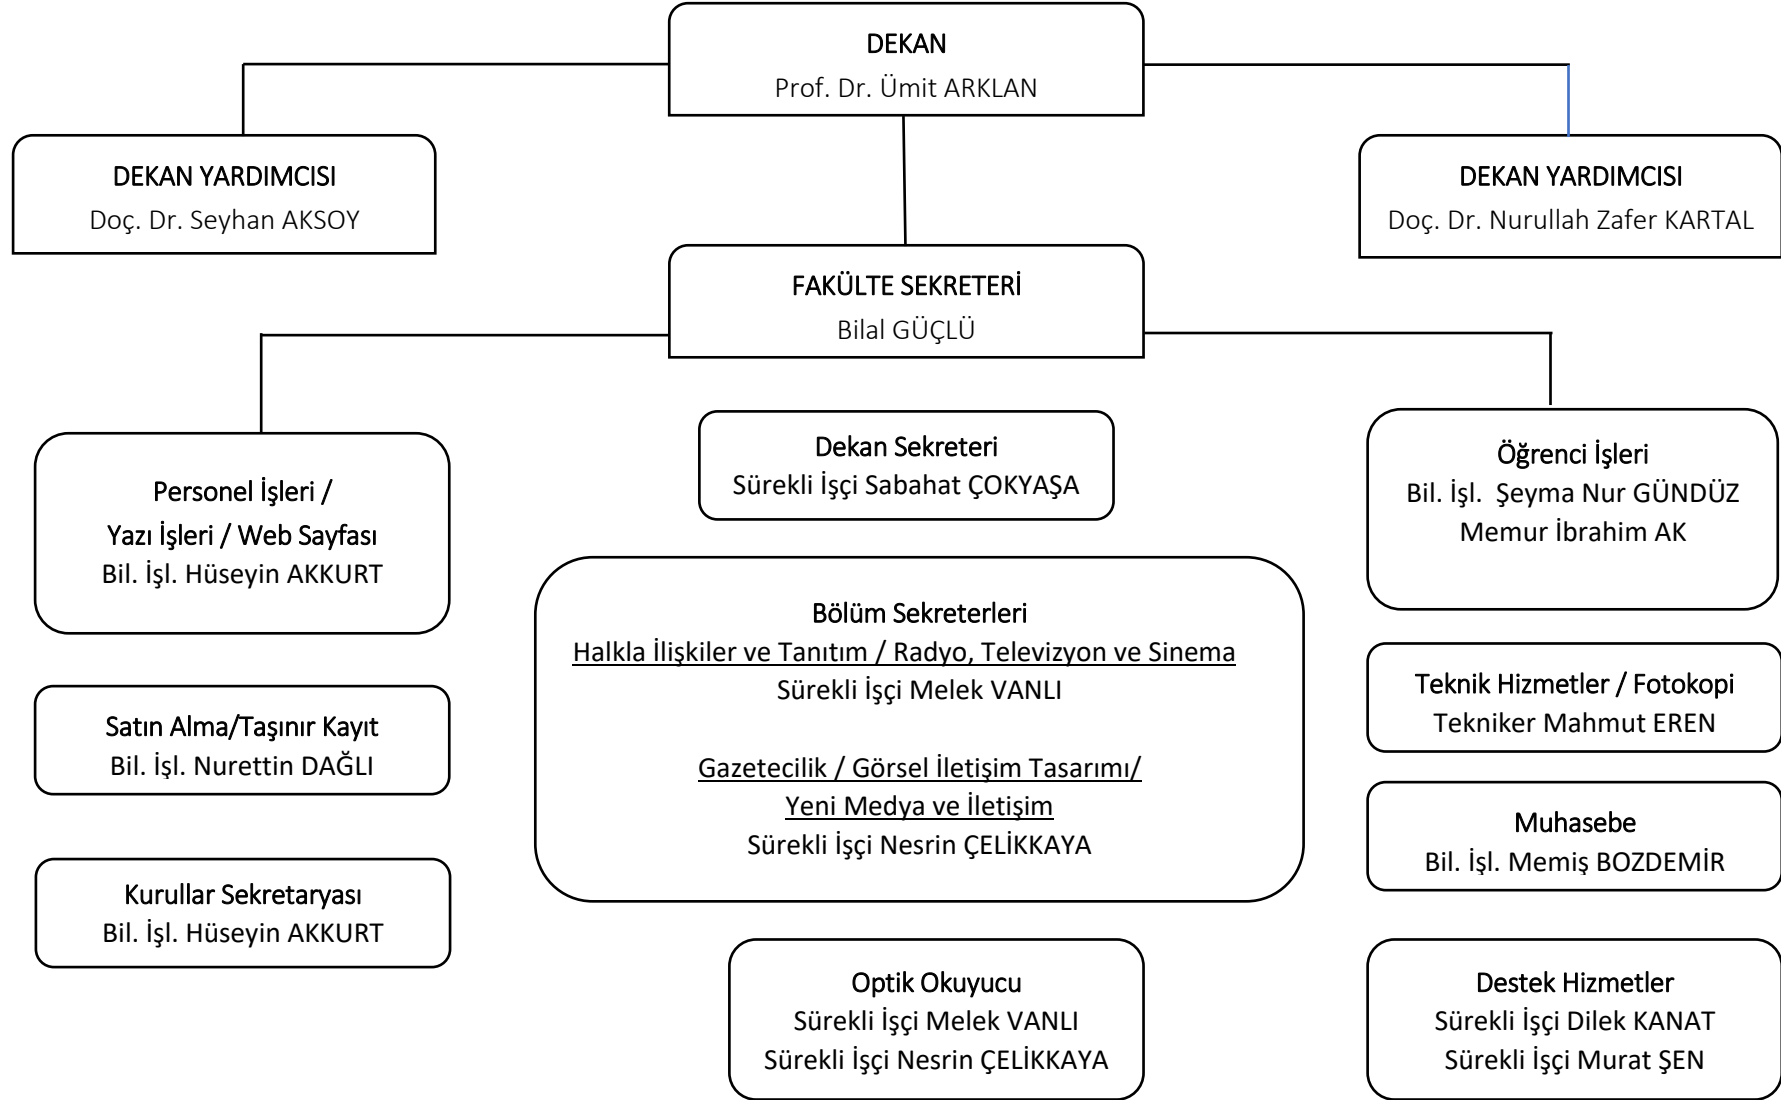 DEKAN
Prof. Dr. Ümit ARKLAN
DEKAN YARDIMCISI
Doç. Dr. Seyhan AKSOY
DEKAN YARDIMCISI
Doç. Dr. Nurullah Zafer KARTAL
FAKÜLTE SEKRETERİ
Bilal GÜÇLÜ
Personel İşleri /
Yazı İşleri / Web Sayfası
Bil. İşl. Hüseyin AKKURT
Dekan Sekreteri
Sürekli İşçi Sabahat ÇOKYAŞA
Öğrenci İşleri
Bil. İşl.  Şeyma Nur GÜNDÜZ
Memur İbrahim AK
Bölüm Sekreterleri
Halkla İlişkiler ve Tanıtım / Radyo, Televizyon ve Sinema
Sürekli İşçi Melek VANLI
Gazetecilik / Görsel İletişim Tasarımı/
Yeni Medya ve İletişim
Sürekli İşçi Nesrin ÇELİKKAYA
Satın Alma/Taşınır Kayıt
Bil. İşl. Nurettin DAĞLI
Teknik Hizmetler / Fotokopi
Tekniker Mahmut EREN
Muhasebe
Bil. İşl. Memiş BOZDEMİR
Kurullar Sekretaryası
Bil. İşl. Hüseyin AKKURT
Optik Okuyucu
Sürekli İşçi Melek VANLI
Sürekli İşçi Nesrin ÇELİKKAYA
Destek Hizmetler
Sürekli İşçi Dilek KANAT
Sürekli İşçi Murat ŞEN